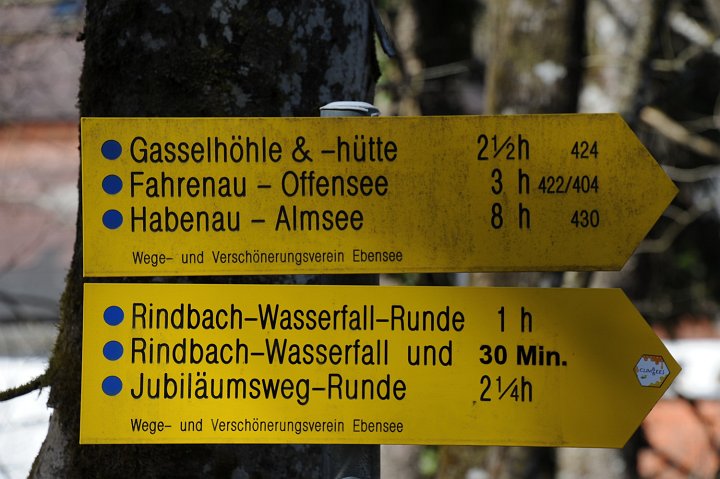 Gasselhöhle & -hütte 2½h 424
Fahrenau - Offensee 3 h 422/404
Habenau - Almsee 8 h 430
Wege- und Verschönerungsverein Ebensee
Rindbach-Wasserfall-Runde 1 h
Rindbach-Wasserfall und 30 Min.
Jubiläumsweg-Runde 2¼h
Wege- und Verschönerungsverein Ebensee